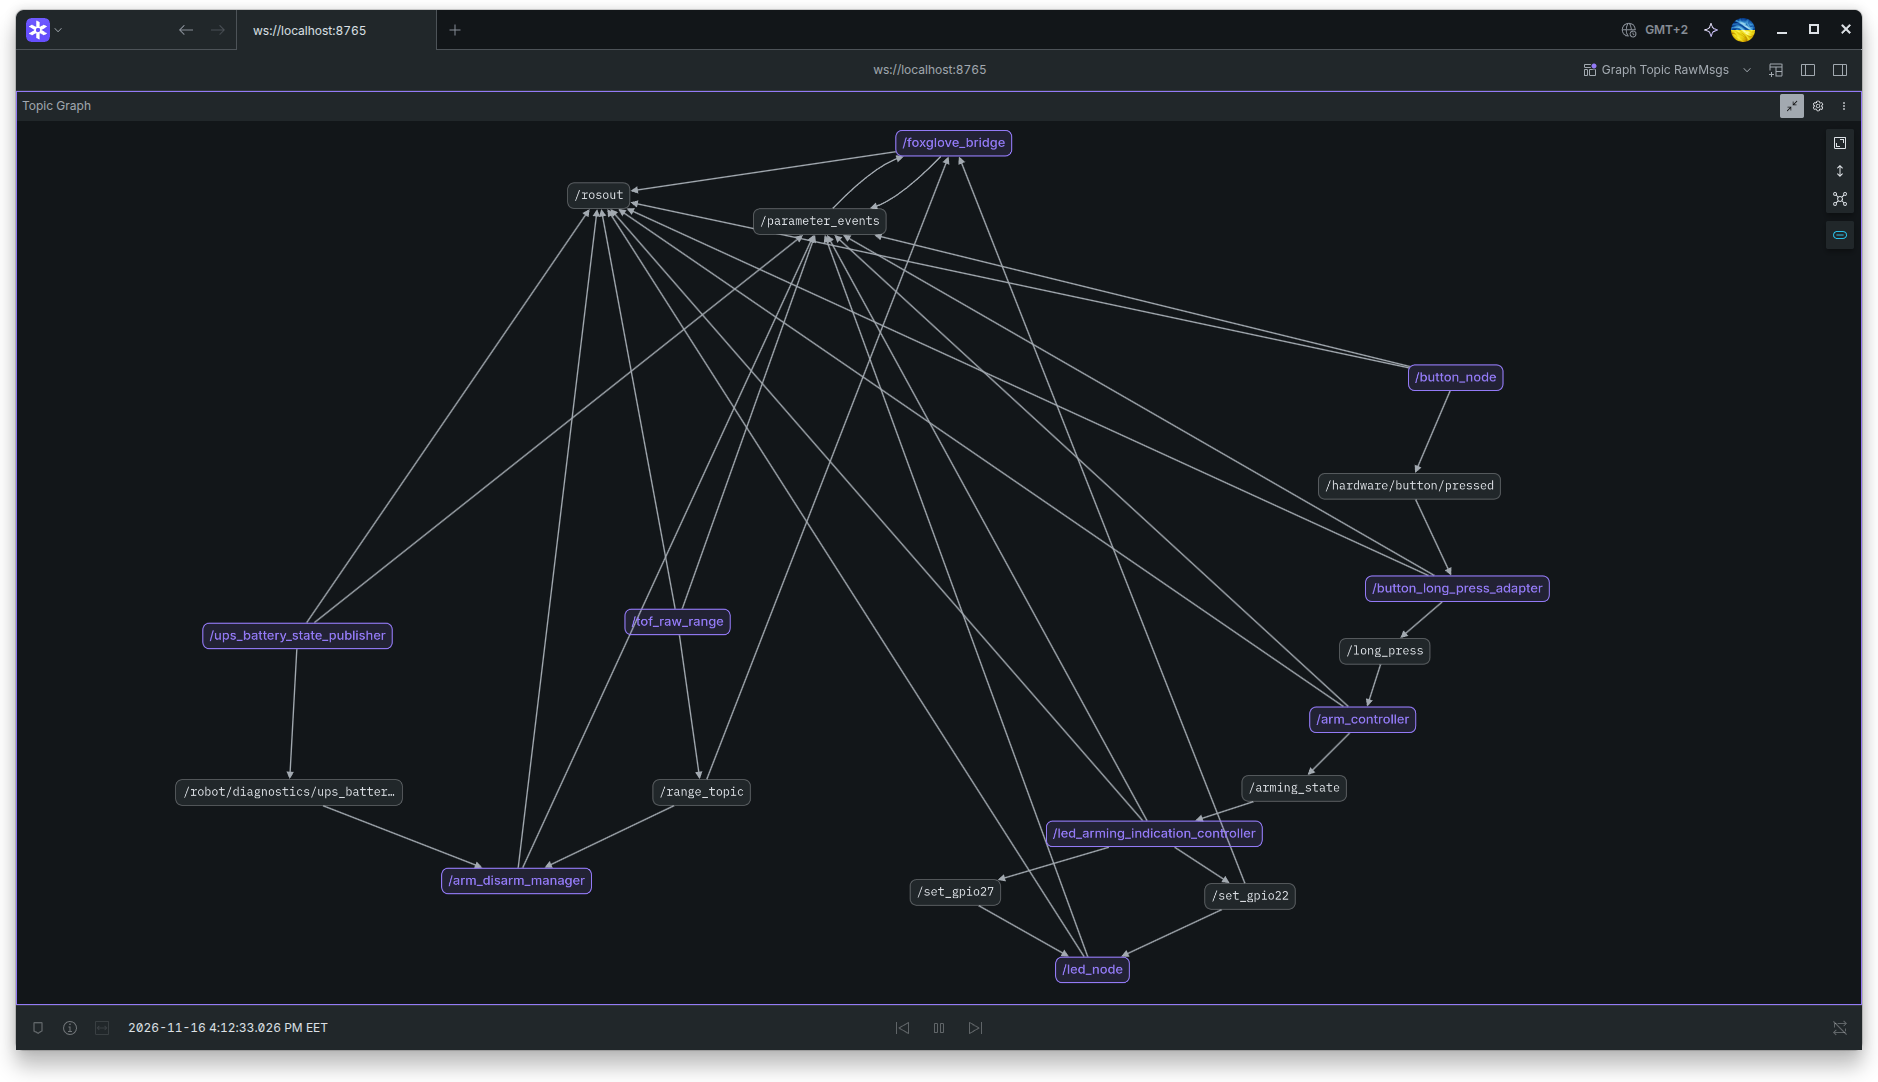 ws://localhost:8765
GMT+2
ws://localhost:8765
Graph Topic RawMsgs
Topic Graph
/foxglove_bridge
/rosout
/parameter_events
/button_node
/hardware/button/pressed
/button_long_press_adapter
/tof_raw_range
/ups_battery_state_publisher
/long_press
/arm_controller
/robot/diagnostics/ups_batter…
/range_topic
/arming_state
/led_arming_indication_controller
/arm_disarm_manager
/set_gpio27
/set_gpio22
/led_node
2026-11-16 4:12:33.026 PM EET